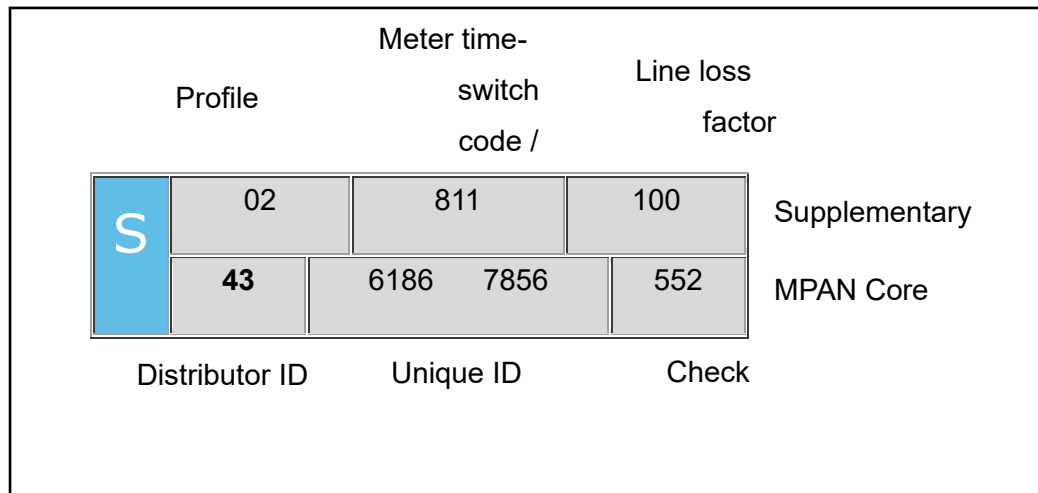 Profile
Meter time-
switch
code /
Line loss
factor
S 02 811 100 Supplementary
43 6186 7856 552 MPAN Core
Distributor ID Unique ID Check